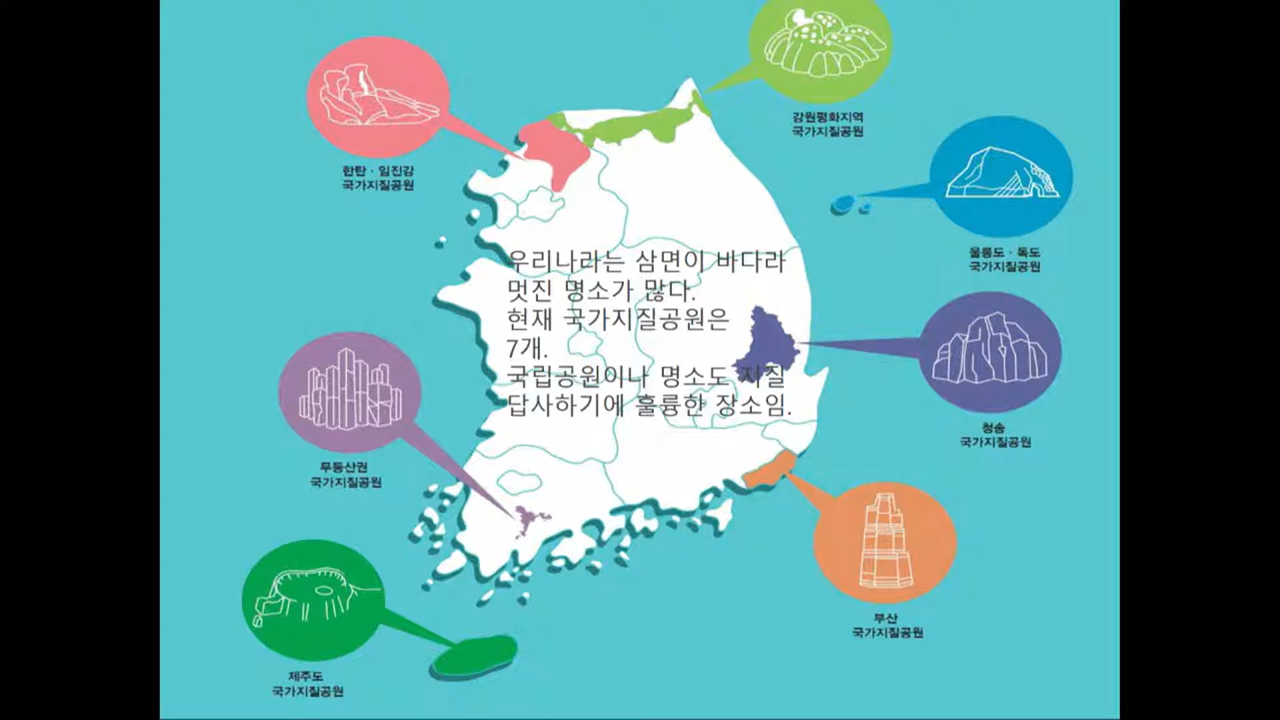 강원평화지역
국가지질공원
한탄 · 임진강
국가지질공원
울릉도 · 독도
국가지질공원
우리나라는 삼면이 바다라
멋진 명소가 많다.
현재 국가지질공원은
7개.
국립공원이나 명소도 지질
답사하기에 훌륭한 장소임.
청송
국가지질공원
무등산권
국가지질공원
부산
국가지질공원
제주도
국가지질공원